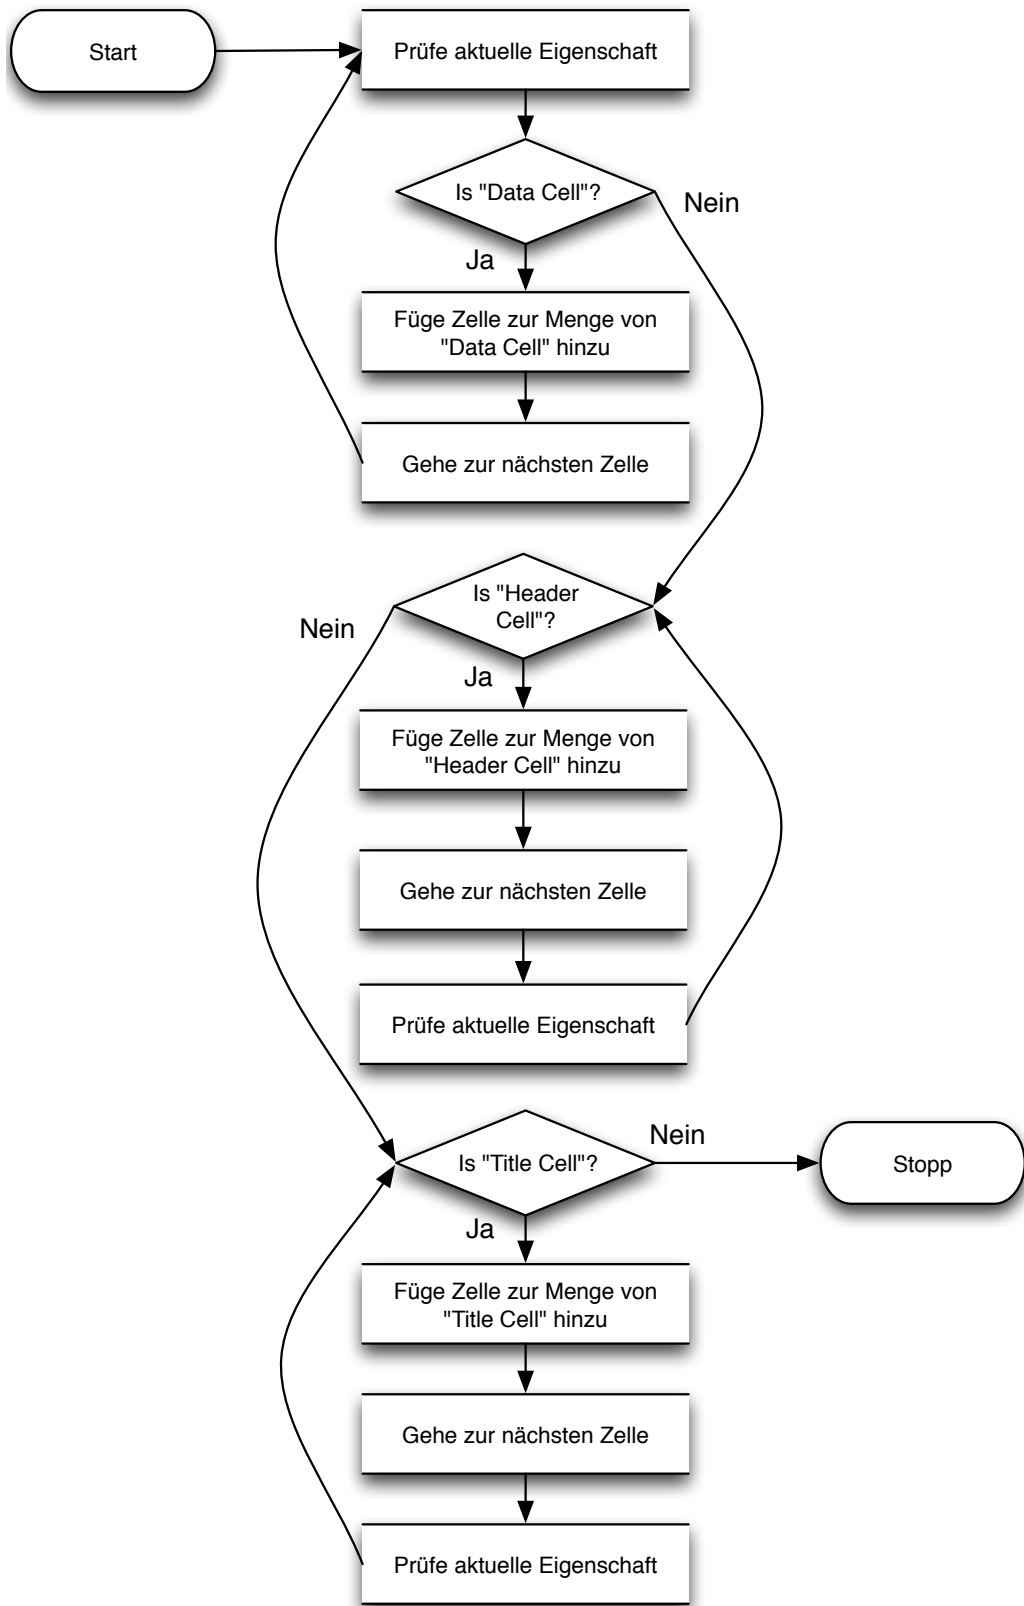 Start
Prüfe aktuelle Eigenschaft
Is "Data Cell"?
Nein
Ja
Füge Zelle zur Menge von
"Data Cell" hinzu
Gehe zur nächsten Zelle
Is "Header
Cell"?
Nein
Ja
Füge Zelle zur Menge von
"Header Cell" hinzu
Gehe zur nächsten Zelle
Prüfe aktuelle Eigenschaft
Is "Title Cell"?
Nein
Stopp
Ja
Füge Zelle zur Menge von
"Title Cell" hinzu
Gehe zur nächsten Zelle
Prüfe aktuelle Eigenschaft